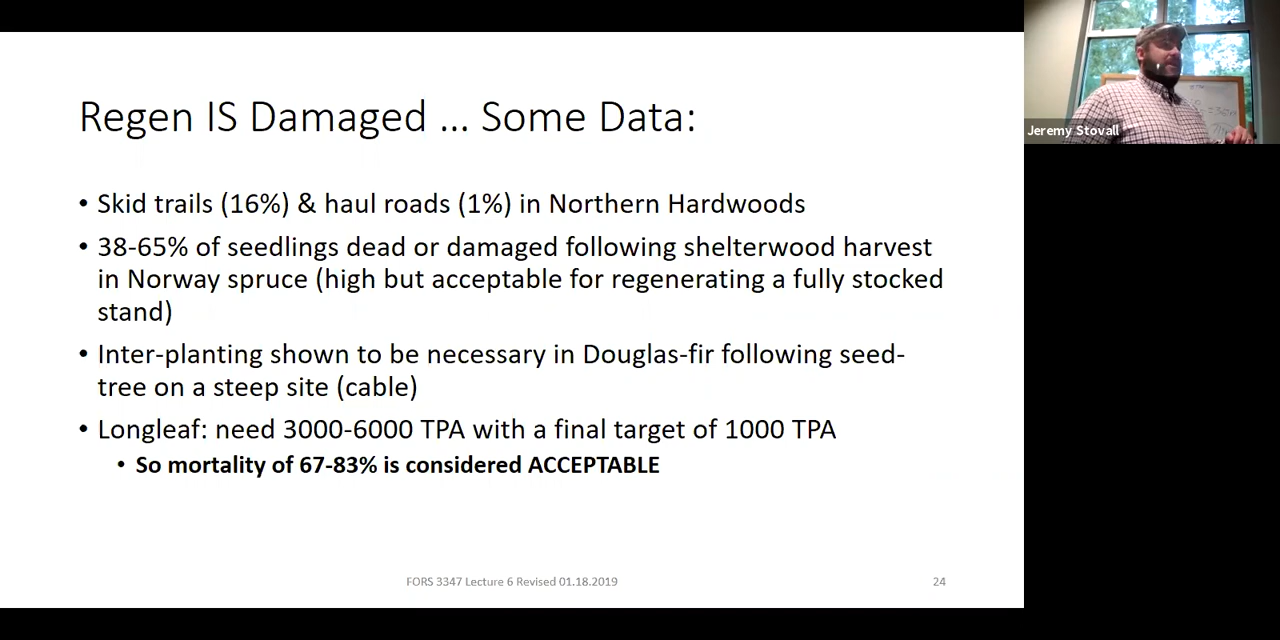 Regen IS Damaged ... Some Data:
• Skid trails (16%) & haul roads (1%) in Northern Hardwoods
• 38-65% of seedlings dead or damaged following shelterwood harvest
in Norway spruce (high but acceptable for regenerating a fully stocked
stand)
• Inter-planting shown to be necessary in Douglas-fir following seed-
tree on a steep site (cable)
• Longleaf: need 3000-6000 TPA with a final target of 1000 TPA
• So mortality of 67-83% is considered ACCEPTABLE
FORS 3347 Lecture 6 Revised 01.18.2019
24
Jeremy Stovall